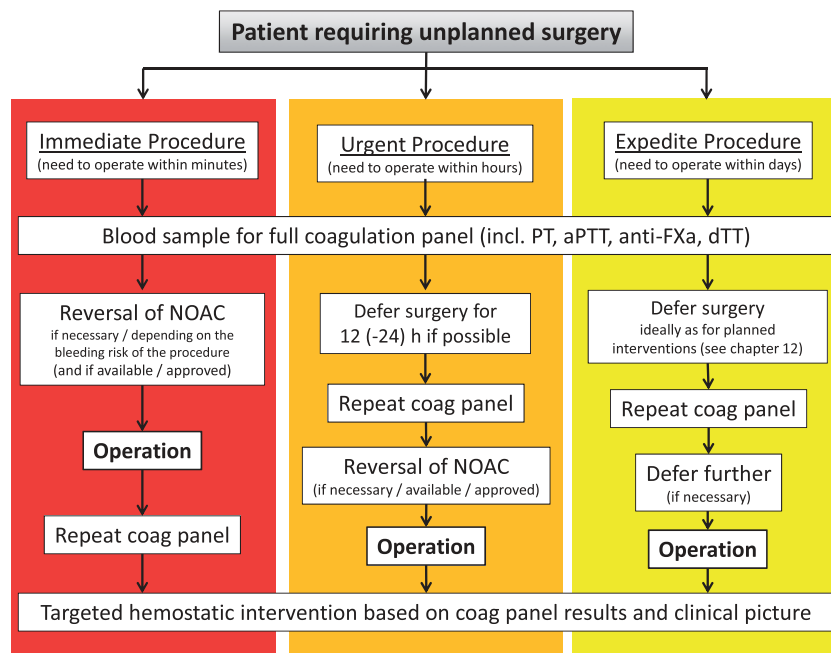 Patient requiring unplanned surgery
Immediate Procedure
(need to operate within minutes)
Urgent Procedure
(need to operate within hours)
Expedite Procedure
(need to operate within days)
Blood sample for full coagulation panel (incl. PT, aPTT, anti-FXa, dTT)
Reversal of NOAC
if necessary / depending on the
bleeding risk of the procedure
(and if available / approved)
Operation
Repeat coag panel
Defer surgery for
12 (-24) h if possible
Repeat coag panel
Reversal of NOAC
(if necessary / available / approved)
Operation
Defer surgery
ideally as for planned
interventions (see chapter 12)
Repeat coag panel
Defer further
(if necessary)
Operation
Targeted hemostatic intervention based on coag panel results and clinical picture